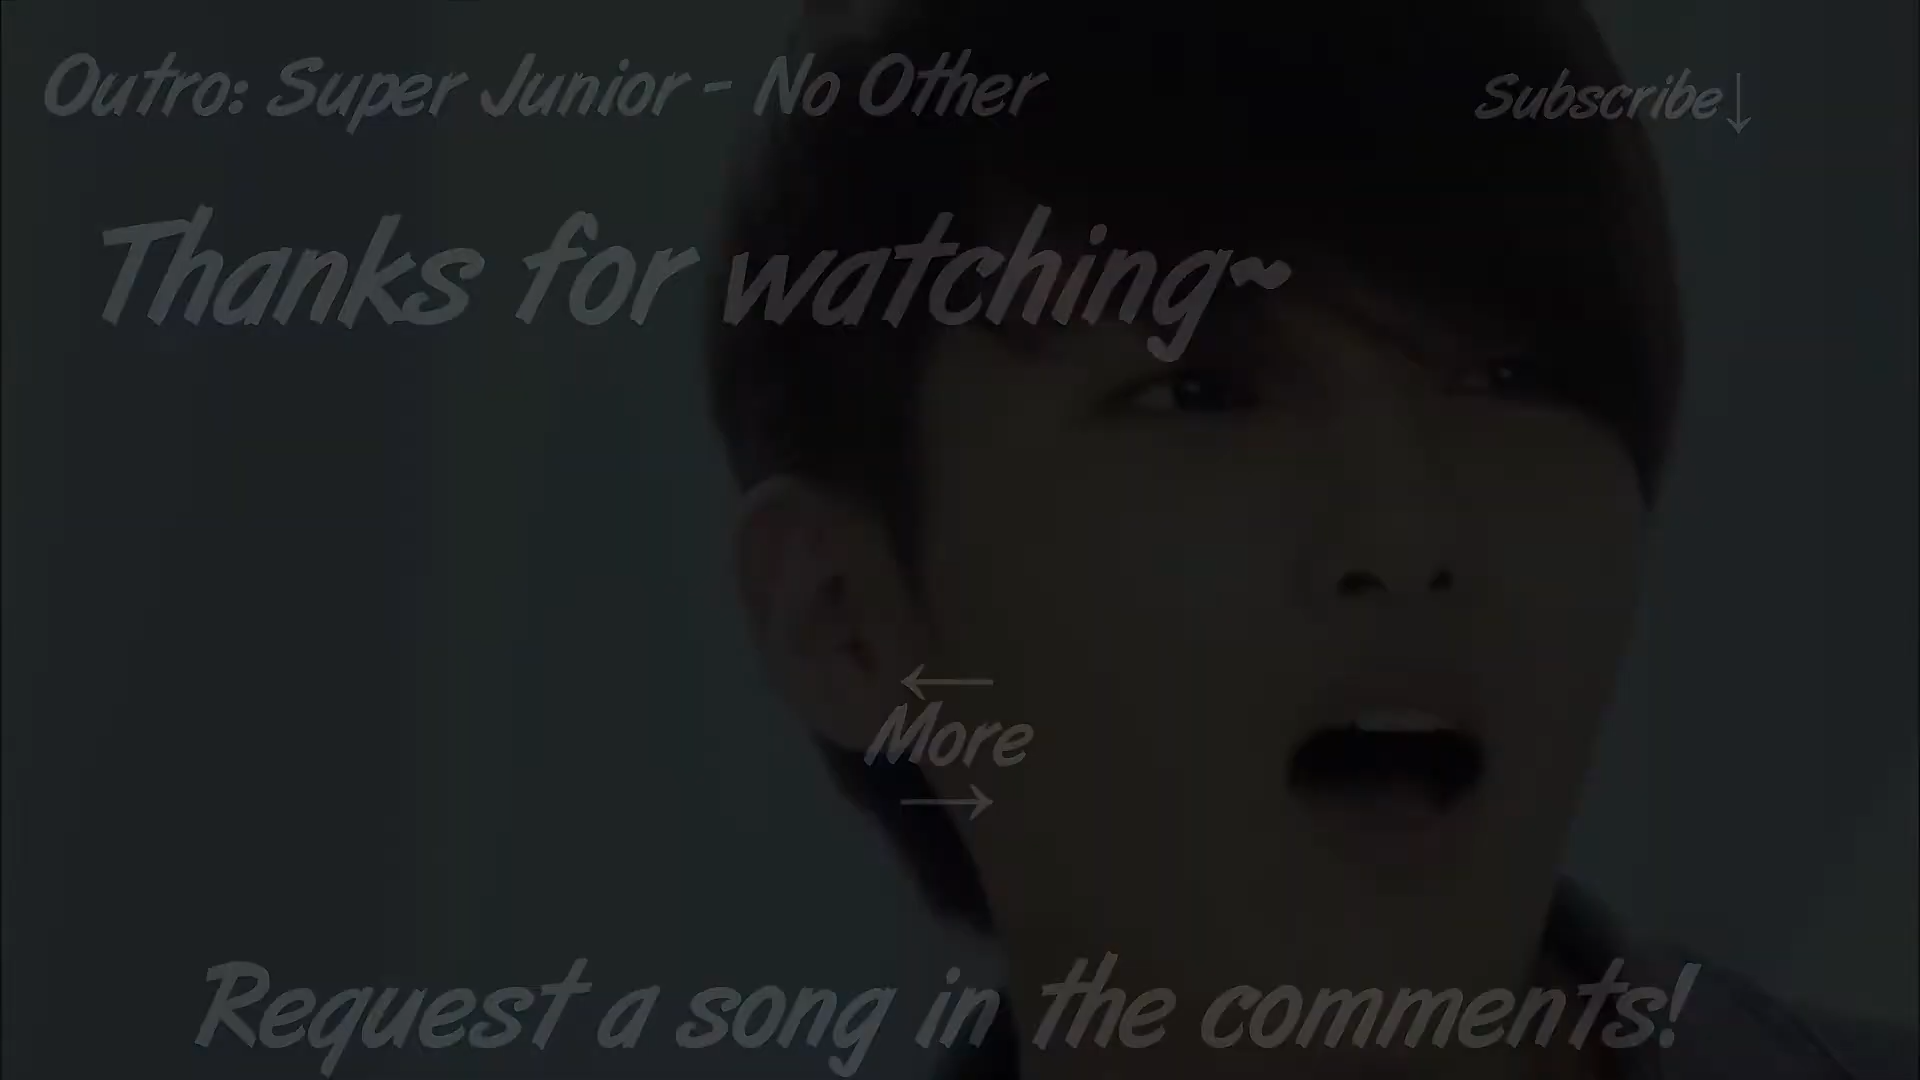 Outro: Super Junior - No Other
Subscribe↓
Thanks for watching~
←
More
→
Request a song in the comments!